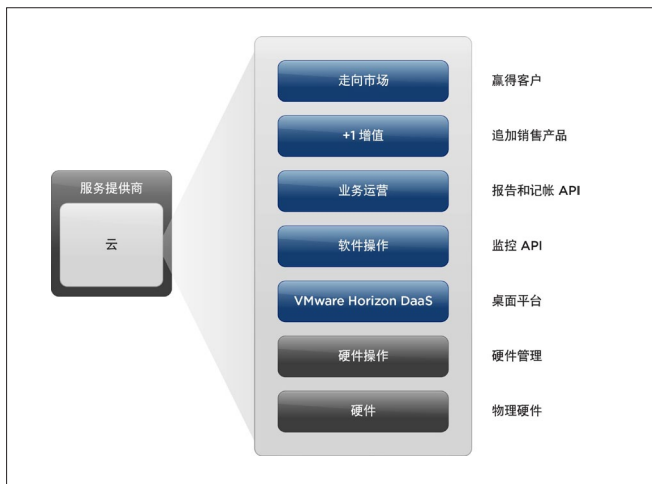 走向市场
赢得客户
+1 增值
追加销售产品
服务提供商
云
业务运营
报告和记帐 API
软件操作
监控 API
VMware Horizon DaaS
桌面平台
硬件操作
硬件管理
硬件
物理硬件